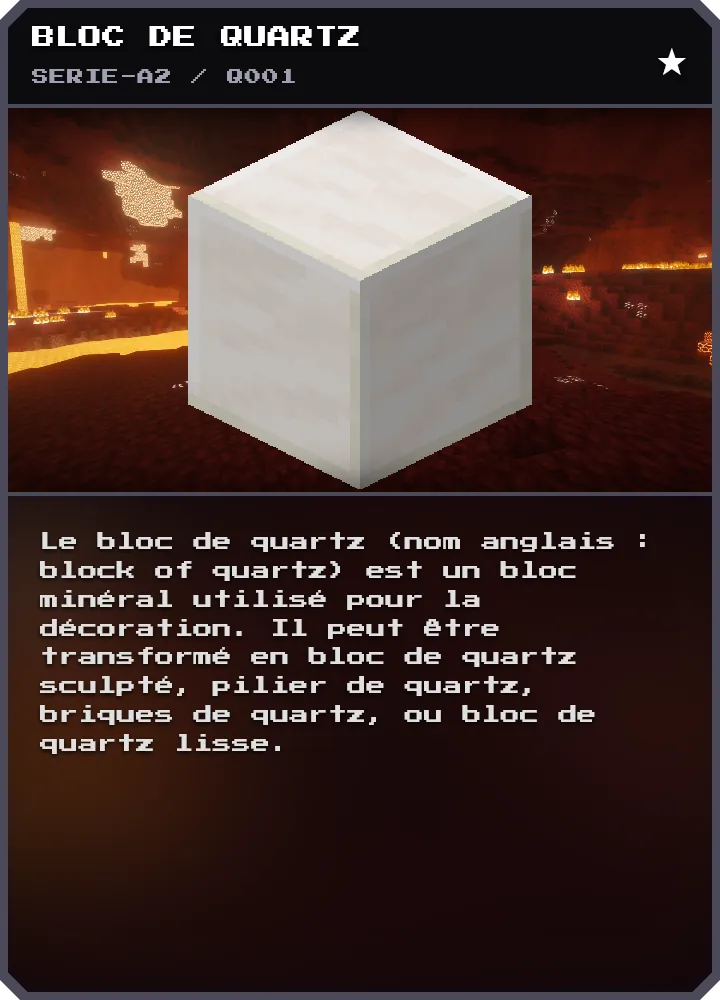 BLOC DE QUARTZ
SERIE-A2 / Q001
Le bloc de quartz (nom anglais :
block of quartz) est un bloc
minéral utilisé pour la
décoration. Il peut être
transformé en bloc de quartz
sculpté, pilier de quartz,
briques de quartz, ou bloc de
quartz lisse.